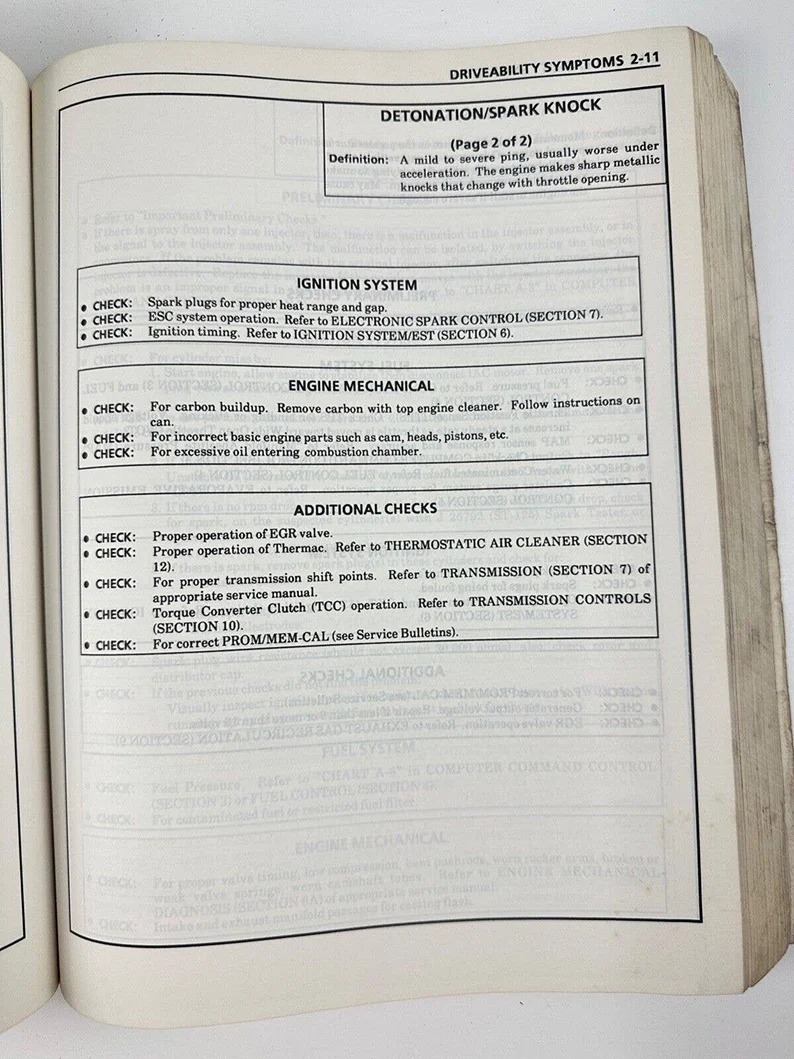 DRIVEABILITY SYMPTOMS 2-11
DETONATION/SPARK KNOCK
(Page 2 of 2)
Definition: A mild to severe ping, usually worse under
acceleration. The engine makes sharp metallic
knocks that change with throttle opening.
IGNITION SYSTEM
● CHECK: Spark plugs for proper heat range and gap.
● CHECK: ESC system operation. Refer to ELECTRONIC SPARK CONTROL (SECTION 7).
● CHECK: Ignition timing. Refer to IGNITION SYSTEM/EST (SECTION 6).
ENGINE MECHANICAL
● CHECK: For carbon buildup. Remove carbon with top engine cleaner. Follow instructions on
can.
● CHECK: For incorrect basic engine parts such as cam, heads, pistons, etc.
● CHECK: For excessive oil entering combustion chamber.
ADDITIONAL CHECKS
● CHECK: Proper operation of EGR valve.
● CHECK: Proper operation of Thermac. Refer to THERMOSTATIC AIR CLEANER (SECTION
12).
● CHECK: For proper transmission shift points. Refer to TRANSMISSION (SECTION 7) of
appropriate service manual.
● CHECK: Torque Converter Clutch (TCC) operation. Refer to TRANSMISSION CONTROLS
(SECTION 10).
● CHECK: For correct PROM/MEM-CAL (see Service Bulletins).